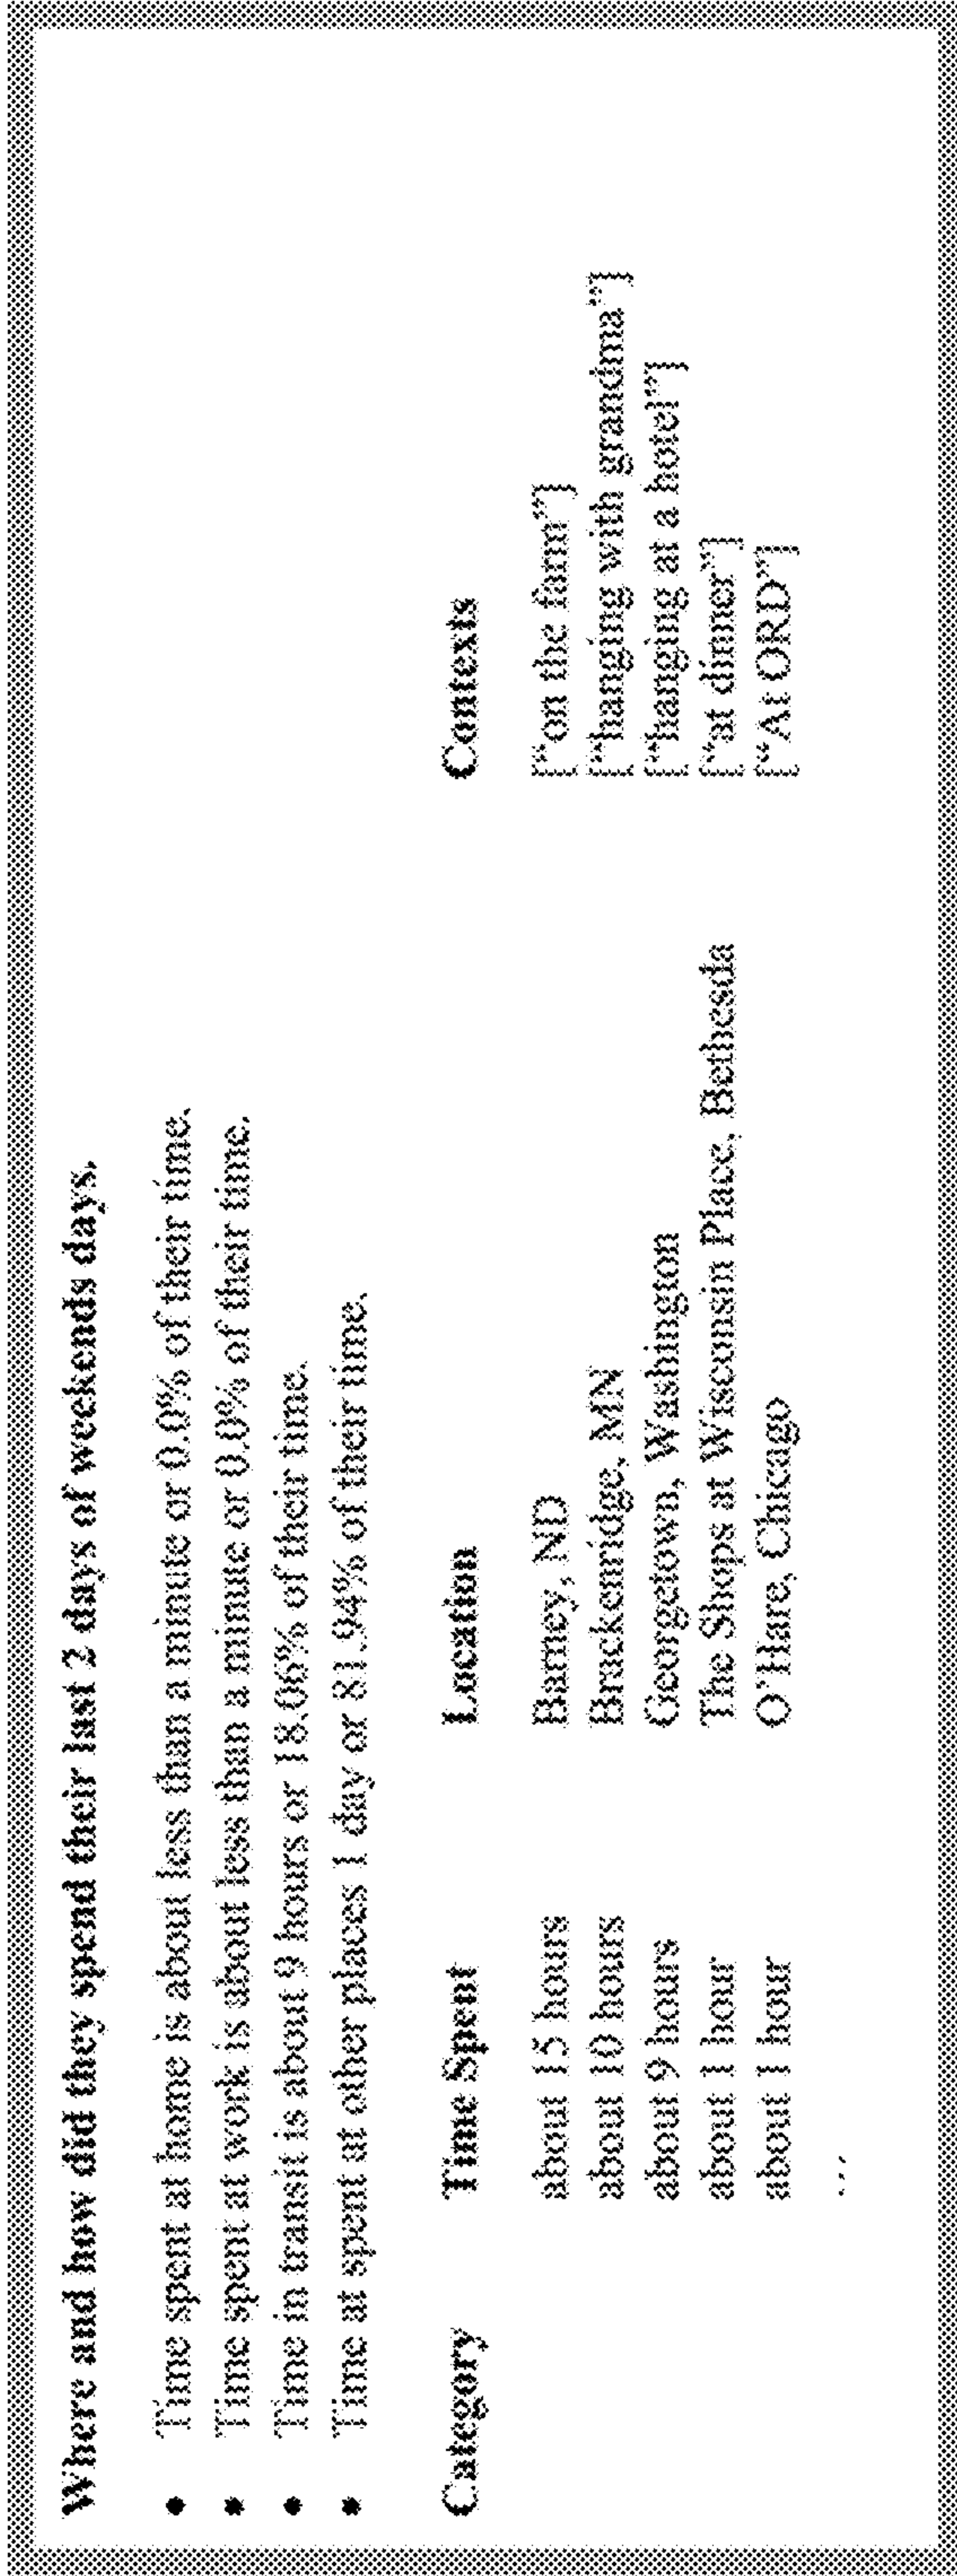 Where and how did they spend their last 2 days of weekends days.
• Time spent at home is about less than a minute or 0.0% of their time.
• Time spent at work is about less than a minute or 0.0% of their time.
• Time in transit is about 9 hours or 18.06% of their time.
• Time at spent at other places 1 day or 81.94% of their time.
Category Time Spent Location Contexts
about 15 hours Barney, ND ["on the farm"]
about 10 hours Breckenridge, MN ["hanging with grandma"]
about 9 hours Georgetown, Washington ["hanging at a hotel"]
about 1 hour The Shops at Wisconsin Place, Bethesda ["at dinner"]
about 1 hour O'Hare, Chicago ["At ORD"]
...